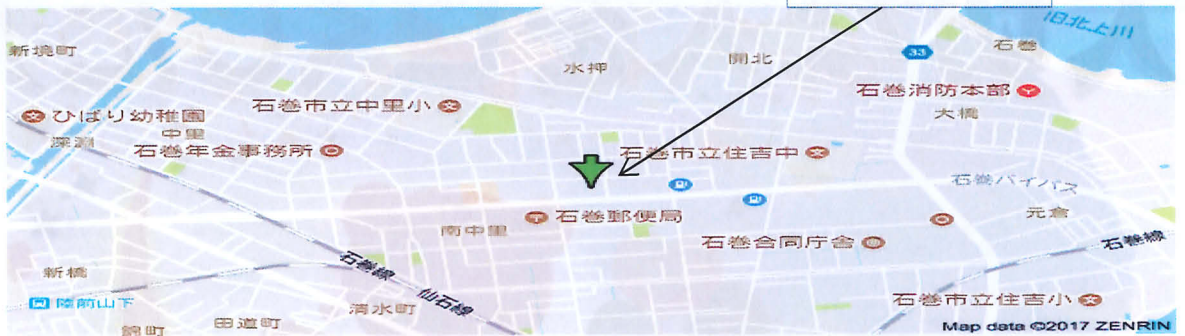 旧北上川
新境町
33
石巻
開北
水押
石巻消防本部
石巻市立中里小
大橋
ひばり幼稚園
中里
石巻年金事務所
石巻市立住吉中
石巻バイパス
石巻郵便局
元倉
南中里
石巻合同庁舎
石巻線
石巻線
新橋
仙石線
陸前山下
清水町
石巻市立住吉小
田道町
錦町
Map data ©2017 ZENRIN